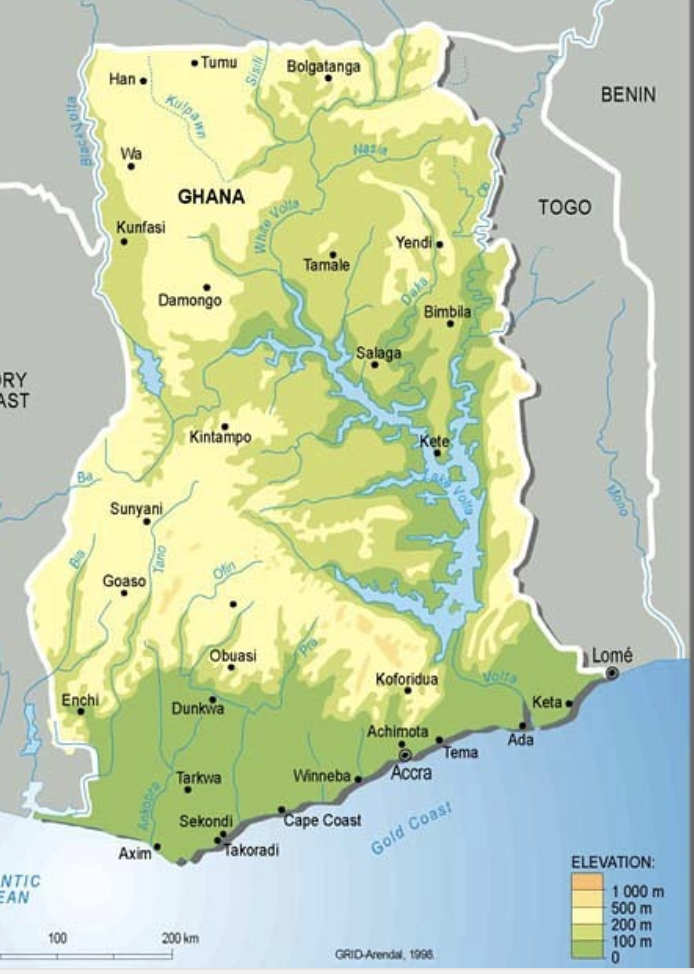 Tumu
Bolgatanga
Han
Sisili
BENIN
Kulpawn
Black Volta
Nasia
Wa
GHANA
Ob
TOGO
Kunfasi
White Volta
Yendi
Tamale
Daka
Damongo
Bimbila
Salaga
ORY
AST
Kintampo
Kete
Ba
Lake Volta
Mono
Sunyani
Bia
Tano
Goaso
Ofin
Pra
Obuasi
Lomé
Koforidua
Volta
Enchi
Dunkwa
Keta
Achimota
Ada
Tema
Accra
Tarkwa
Winneba
Ankobra
Sekondi
Cape Coast
Gold Coast
Takoradi
Axim
NTIC
EAN
ELEVATION:
1 000 m
500 m
200 m
100 m
0
100
200 km
GRID-Arendal, 1998.